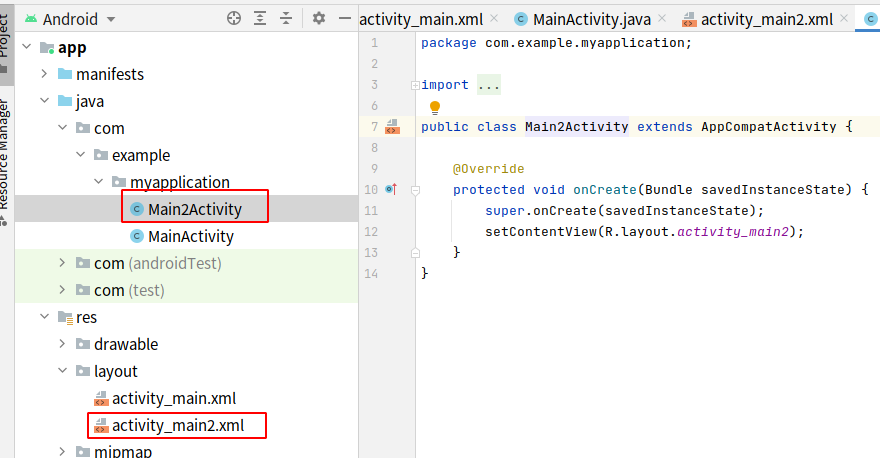 Project
Resource Manager
Android
app
manifests
java
com
example
myapplication
Main2Activity
MainActivity
com (androidTest)
com (test)
res
drawable
layout
activity_main.xml
activity_main2.xml
mipmap
activity_main.xml
MainActivity.java
activity_main2.xml
1 package com.example.myapplication;
2
3 import ...
6
7 public class Main2Activity extends AppCompatActivity {
8
9 @Override
10 protected void onCreate(Bundle savedInstanceState) {
11 super.onCreate(savedInstanceState);
12 setContentView(R.layout.activity_main2);
13 }
14 }